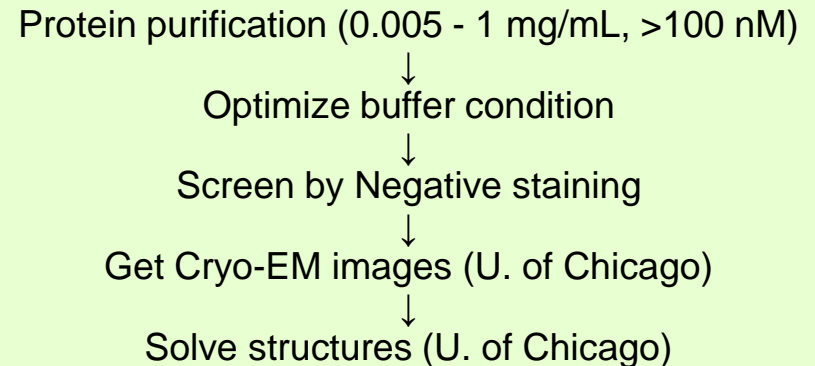 Protein purification (0.005 - 1 mg/mL, >100 nM)
↓
Optimize buffer condition
↓
Screen by Negative staining
↓
Get Cryo-EM images (U. of Chicago)
↓
Solve structures (U. of Chicago)